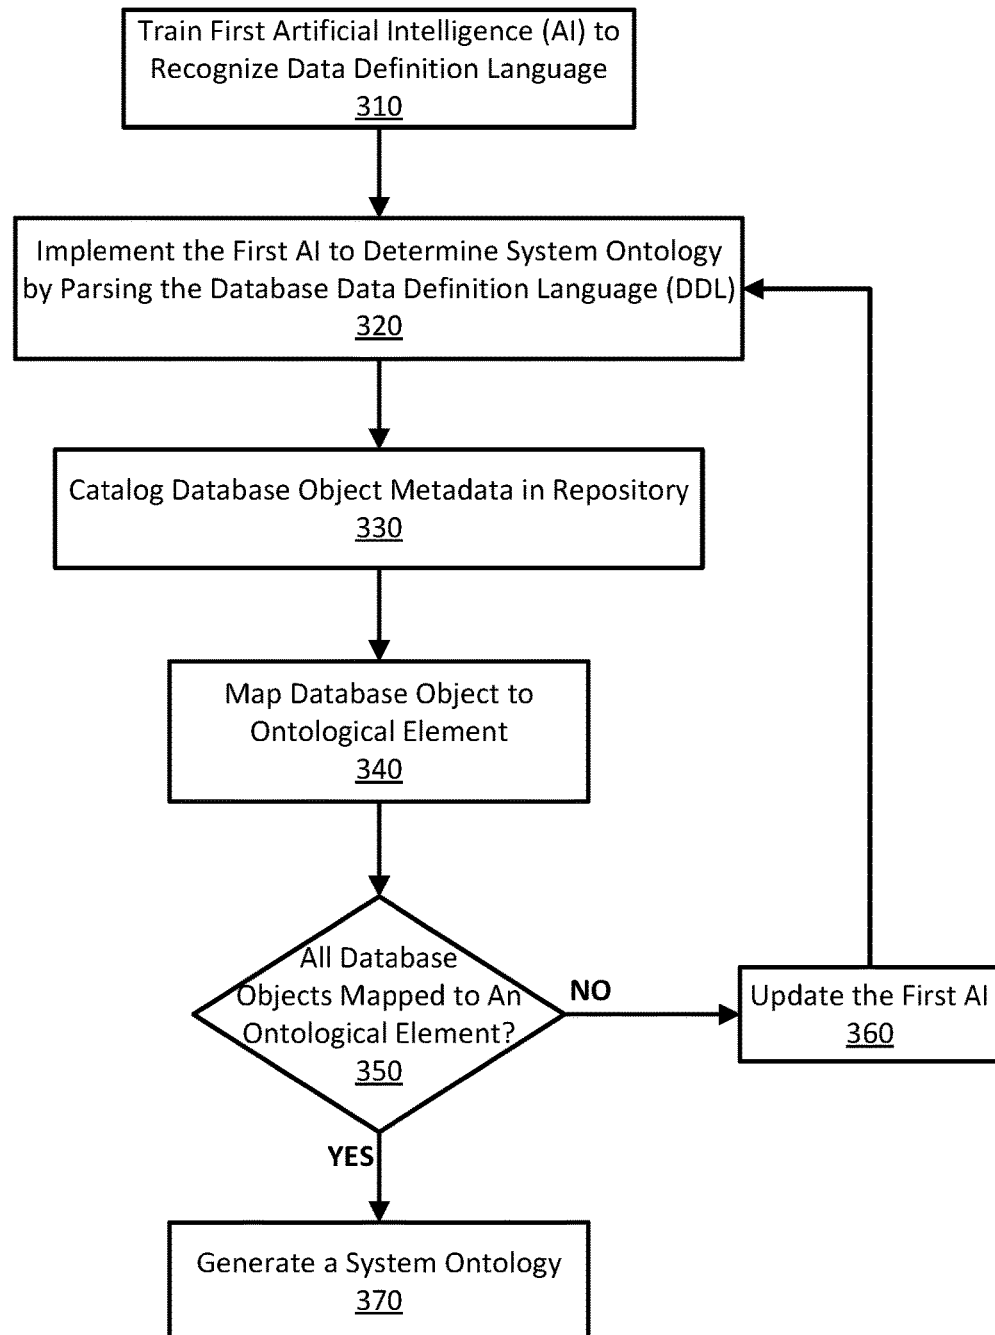 Train First Artificial Intelligence (AI) to
Recognize Data Definition Language
310
Implement the First AI to Determine System Ontology
by Parsing the Database Data Definition Language (DDL)
320
Catalog Database Object Metadata in Repository
330
Map Database Object to
Ontological Element
340
All Database
Objects Mapped to An
Ontological Element?
350
NO
Update the First AI
360
YES
Generate a System Ontology
370